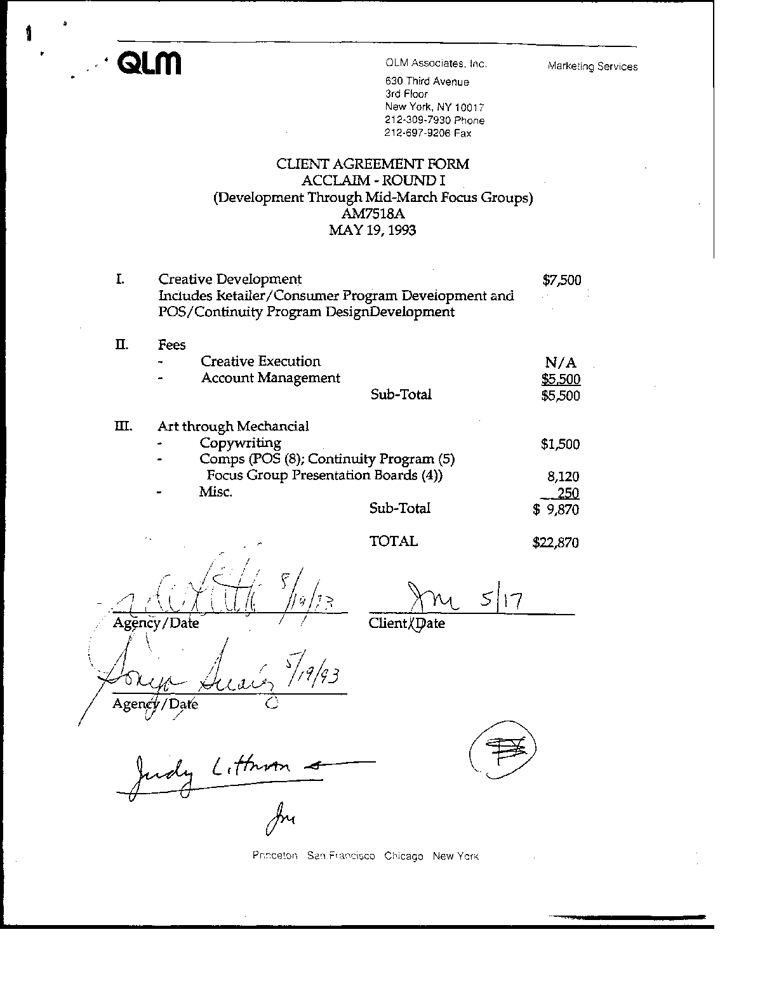 QLM
QLM Associates, Inc. Marketing Services
630 Third Avenue
3rd Floor
New York, NY 10017
212-309-7930 Phone
212-697-9206 Fax
CLIENT AGREEMENT FORM
ACCLAIM - ROUND I
(Development Through Mid-March Focus Groups)
AM7518A
MAY 19, 1993
I. Creative Development $7,500
Includes Retailer/Consumer Program Development and
POS/Continuity Program DesignDevelopment
II. Fees
- Creative Execution N/A
- Account Management $5,500
Sub-Total $5,500
III. Art through Mechancial
- Copywriting $1,500
- Comps (POS (8); Continuity Program (5)
Focus Group Presentation Boards (4)) 8,120
- Misc. 250
Sub-Total $ 9,870
TOTAL $22,870
5/19/93 Jm 5/17
Agency/Date Client/Date
Sonya 5/19/93
Agency/Date
Judy Littman
Jm
Princeton San Francisco Chicago New York